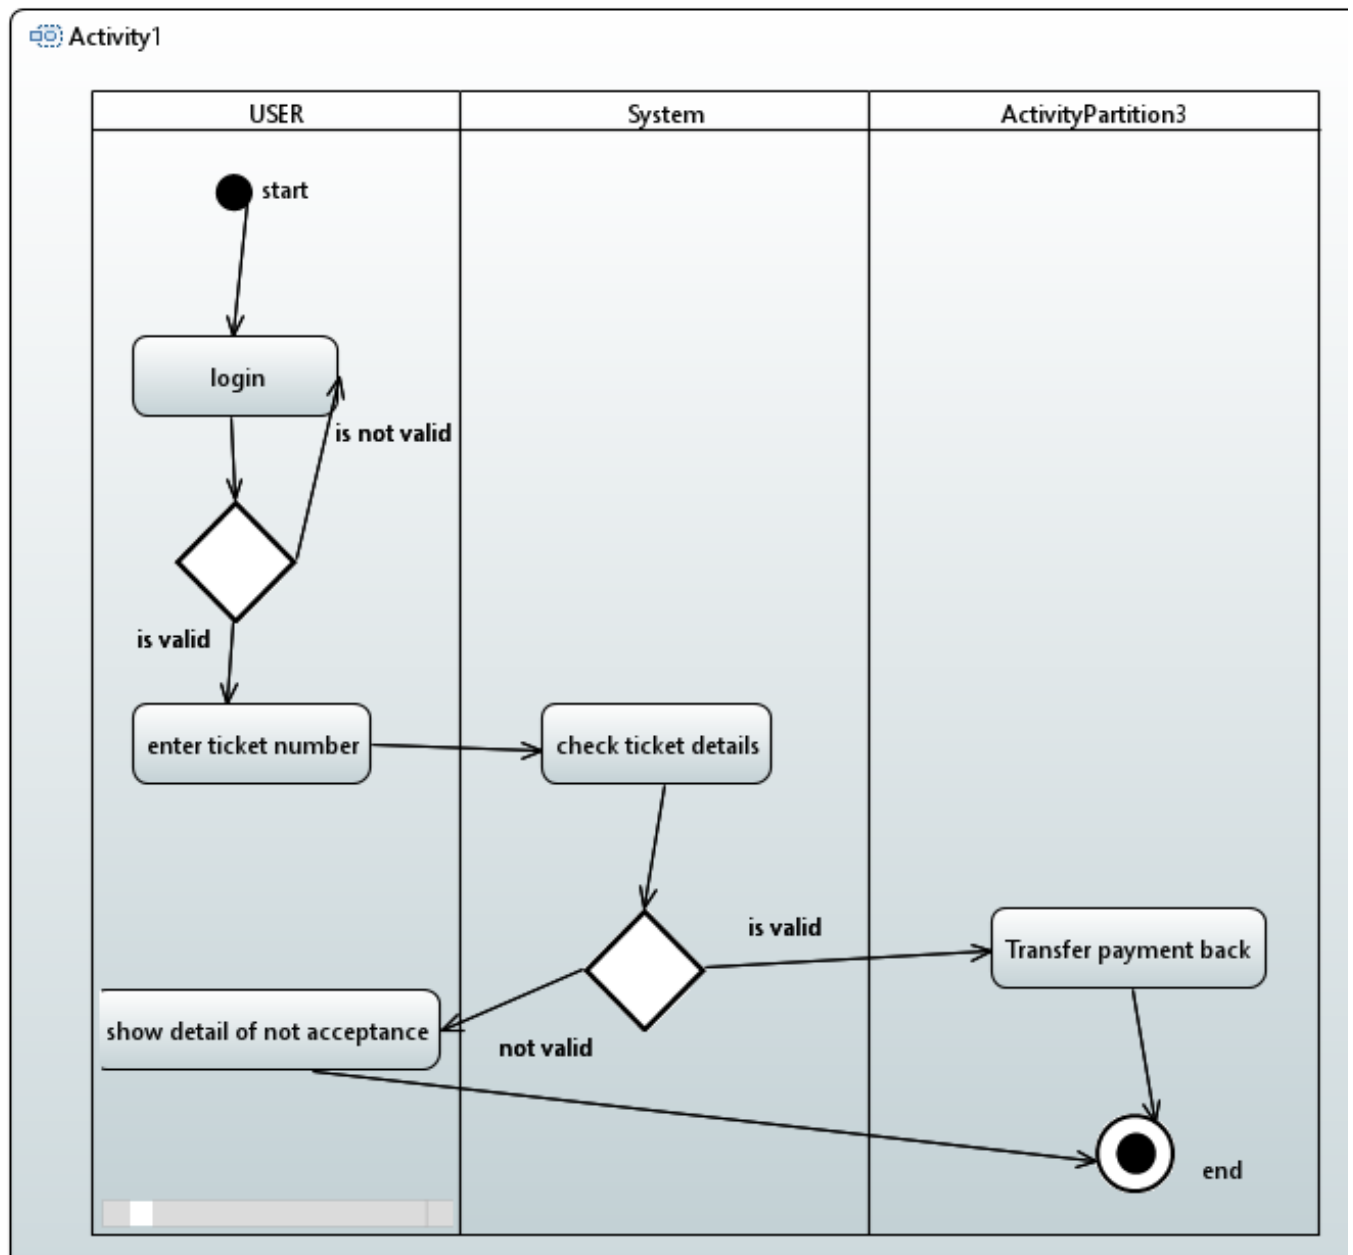 Activity1
USER
System
ActivityPartition3
start
login
is not valid
is valid
enter ticket number
check ticket details
is valid
Transfer payment back
show detail of not acceptance
not valid
end